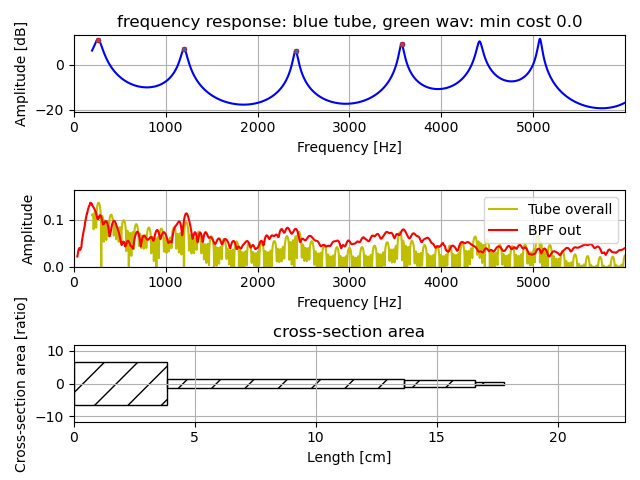 frequency response: blue tube, green wav: min cost 0.0
Amplitude [dB]
0
−20
0
1000
2000
3000
4000
5000
Frequency [Hz]
Amplitude
0.1
0.0
Tube overall
BPF out
0
1000
2000
3000
4000
5000
Frequency [Hz]
cross-section area
Cross-section area [ratio]
10
0
−10
0
5
10
15
20
Length [cm]